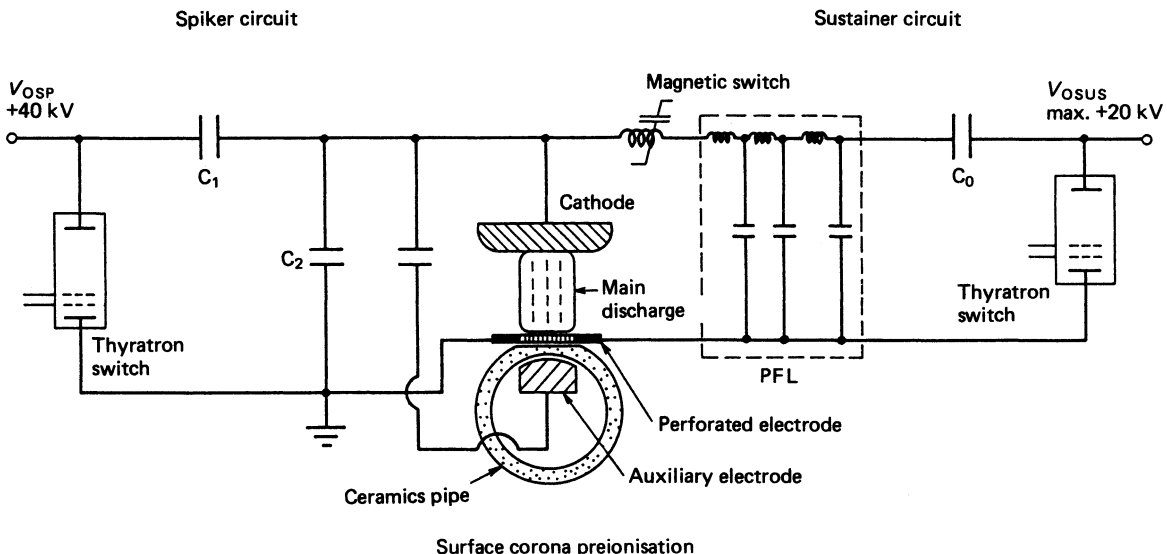 Spiker circuit
Sustainer circuit
V_OSP
+40 kV
Magnetic switch
V_OSUS
max. +20 kV
C₁
C₀
Cathode
C₂
Main
discharge
Thyratron
switch
Thyratron
switch
PFL
Perforated electrode
Auxiliary electrode
Ceramics pipe
Surface corona preionisation